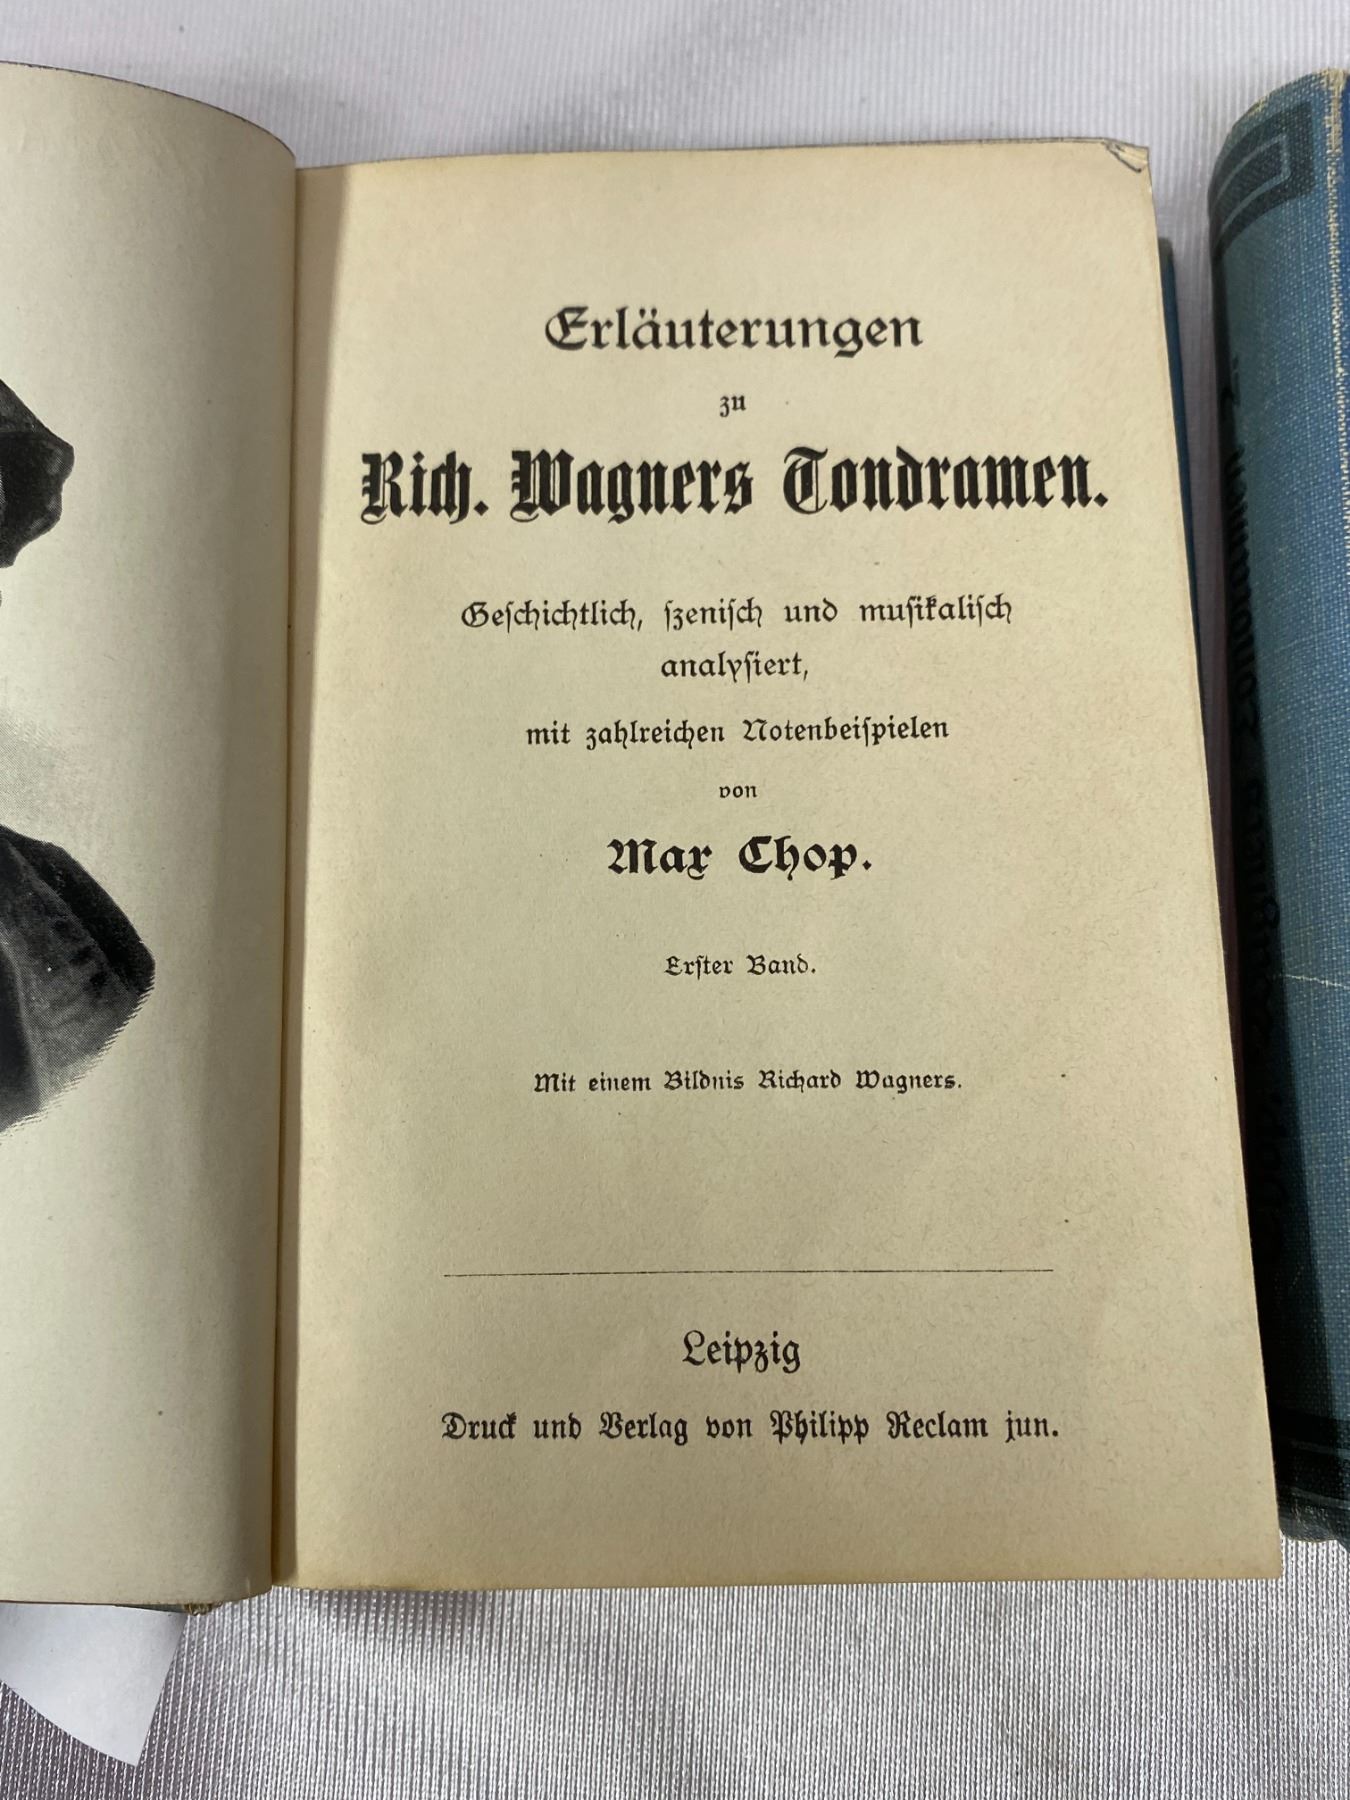 Erläuterungen
zu
Rich. Wagners Tondramen.
Geschichtlich, szenisch und musikalisch
analysiert,
mit zahlreichen Notenbeispielen
von
Max Chop.
Erster Band.
Mit einem Bildnis Richard Wagners.
Leipzig
Druck und Verlag von Philipp Reclam jun.